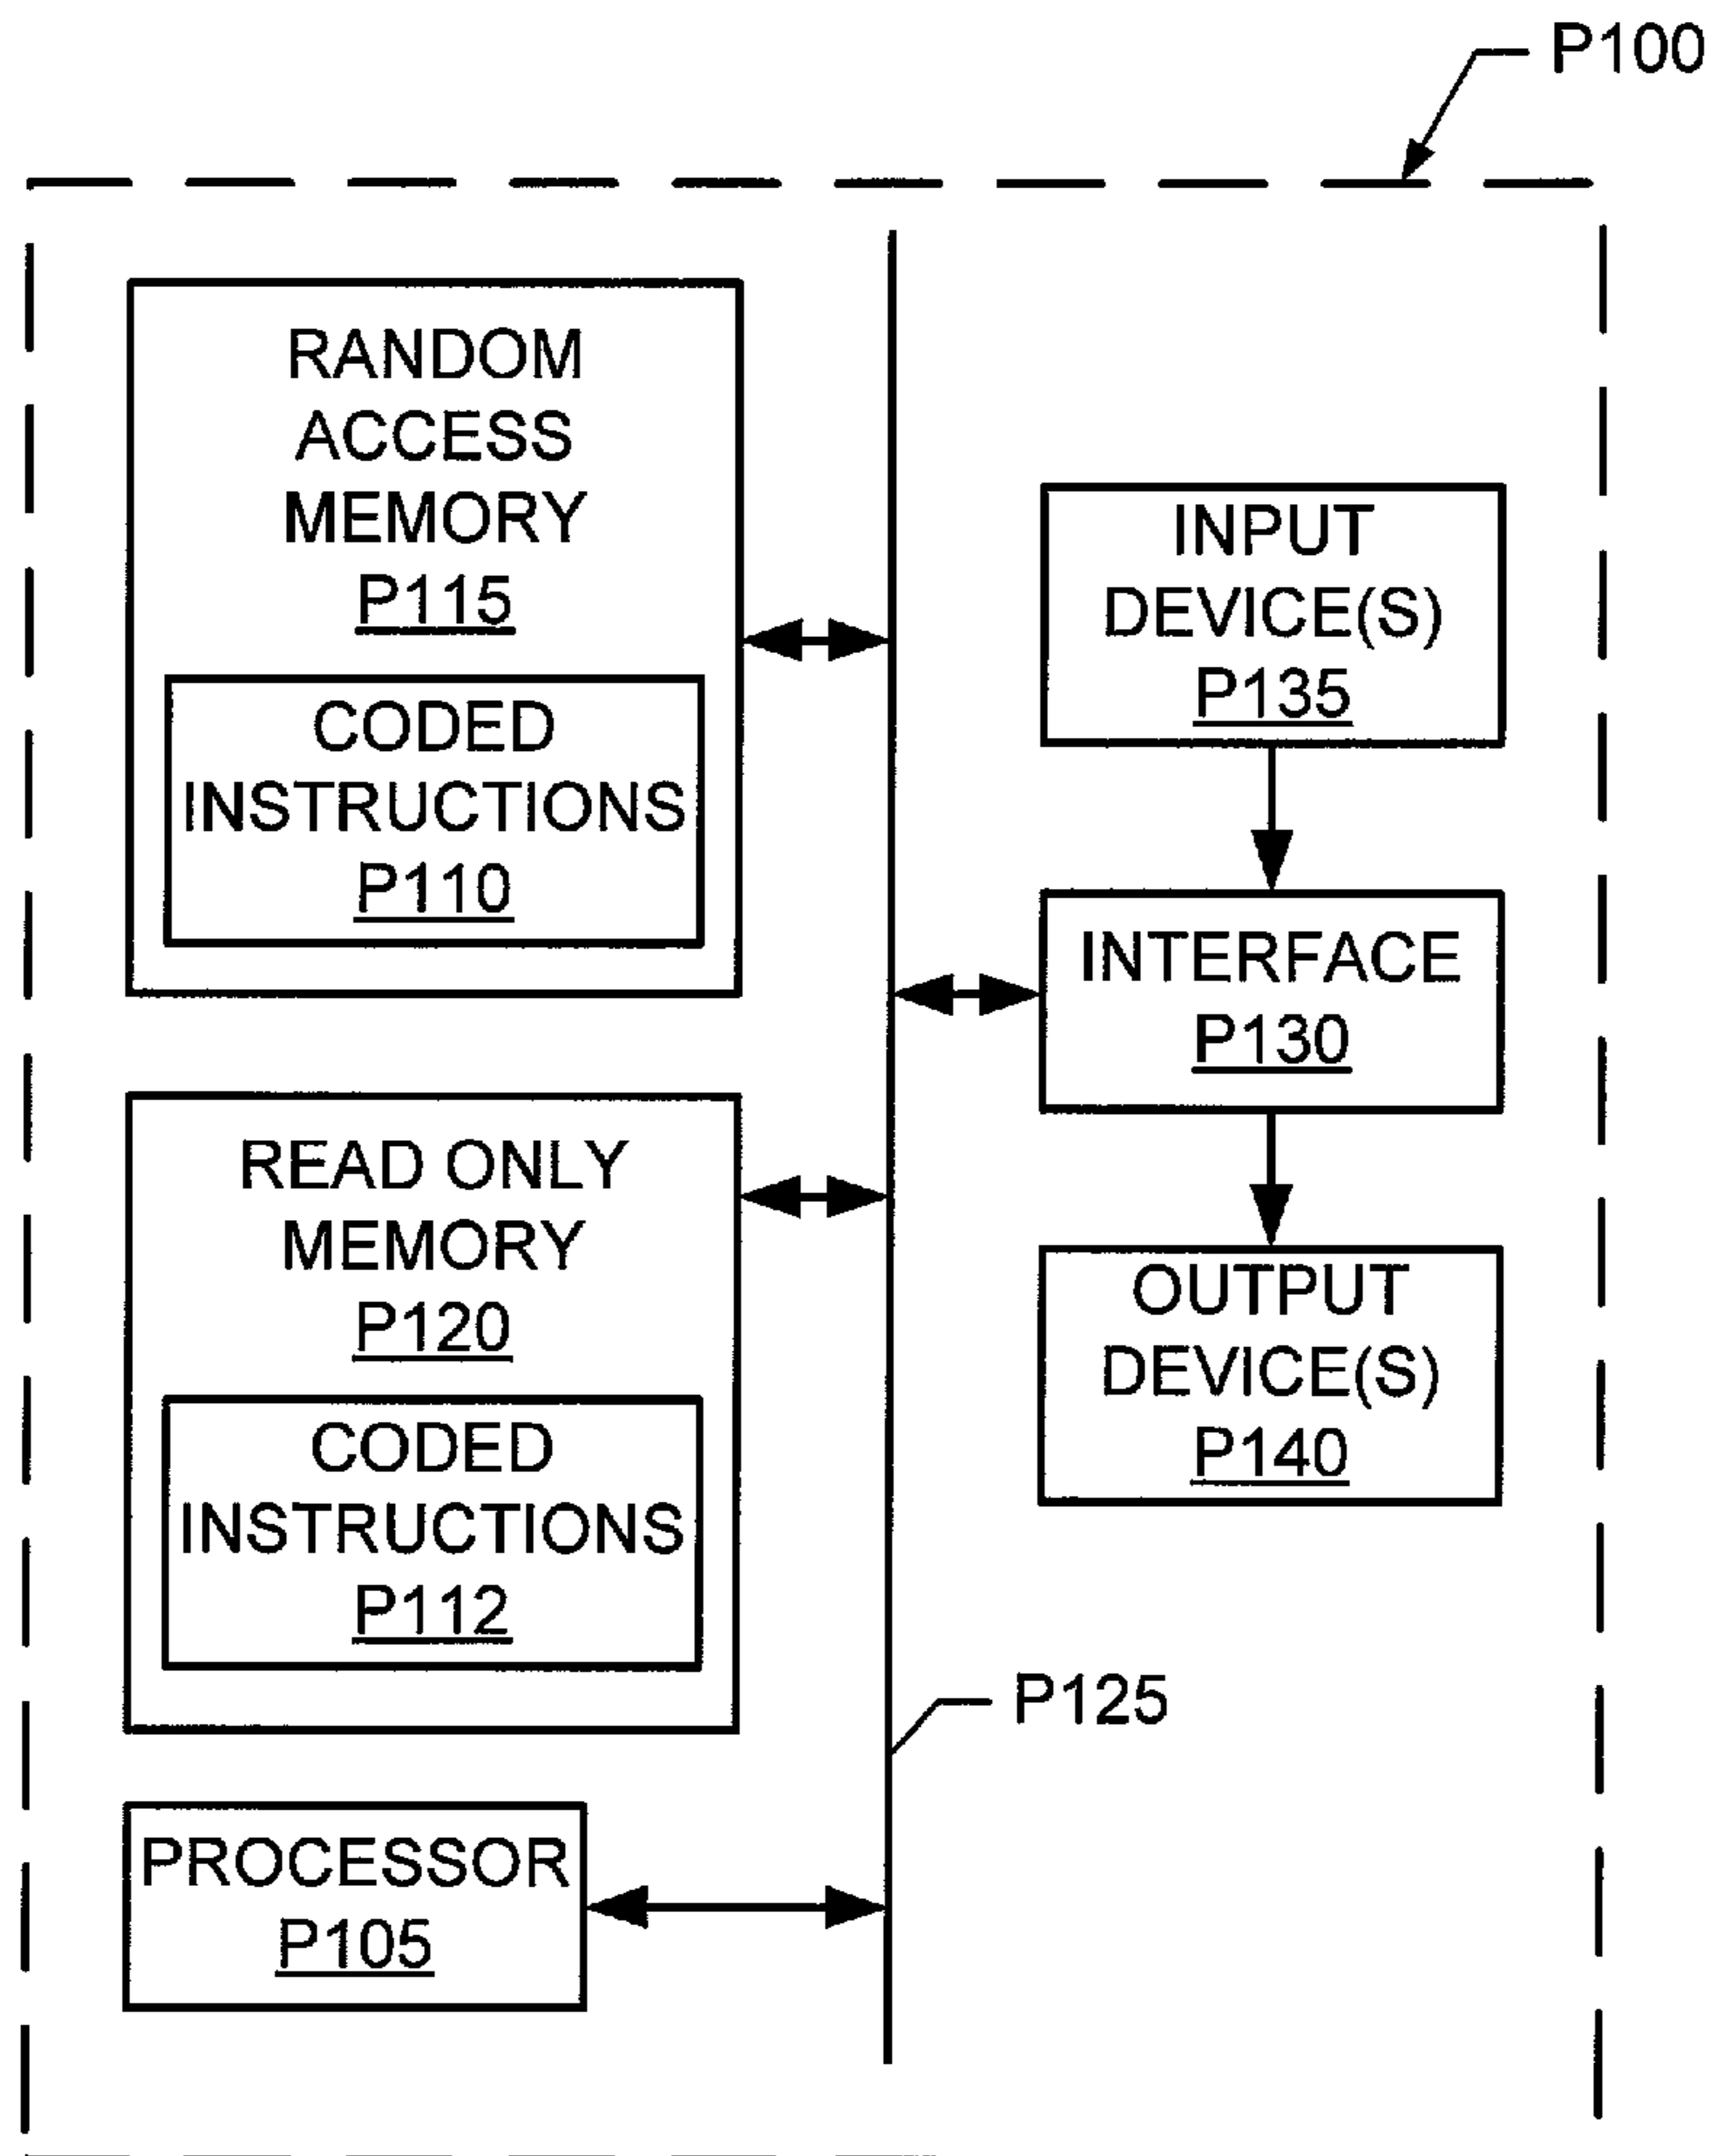 P100
RANDOM
ACCESS
MEMORY
P115
CODED
INSTRUCTIONS
P110
READ ONLY
MEMORY
P120
CODED
INSTRUCTIONS
P112
PROCESSOR
P105
INPUT
DEVICE(S)
P135
INTERFACE
P130
OUTPUT
DEVICE(S)
P140
P125